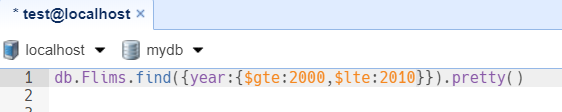 * test@localhost ×
localhost mydb
1 db.Flims.find({year:{$gte:2000,$lte:2010}}).pretty()
2